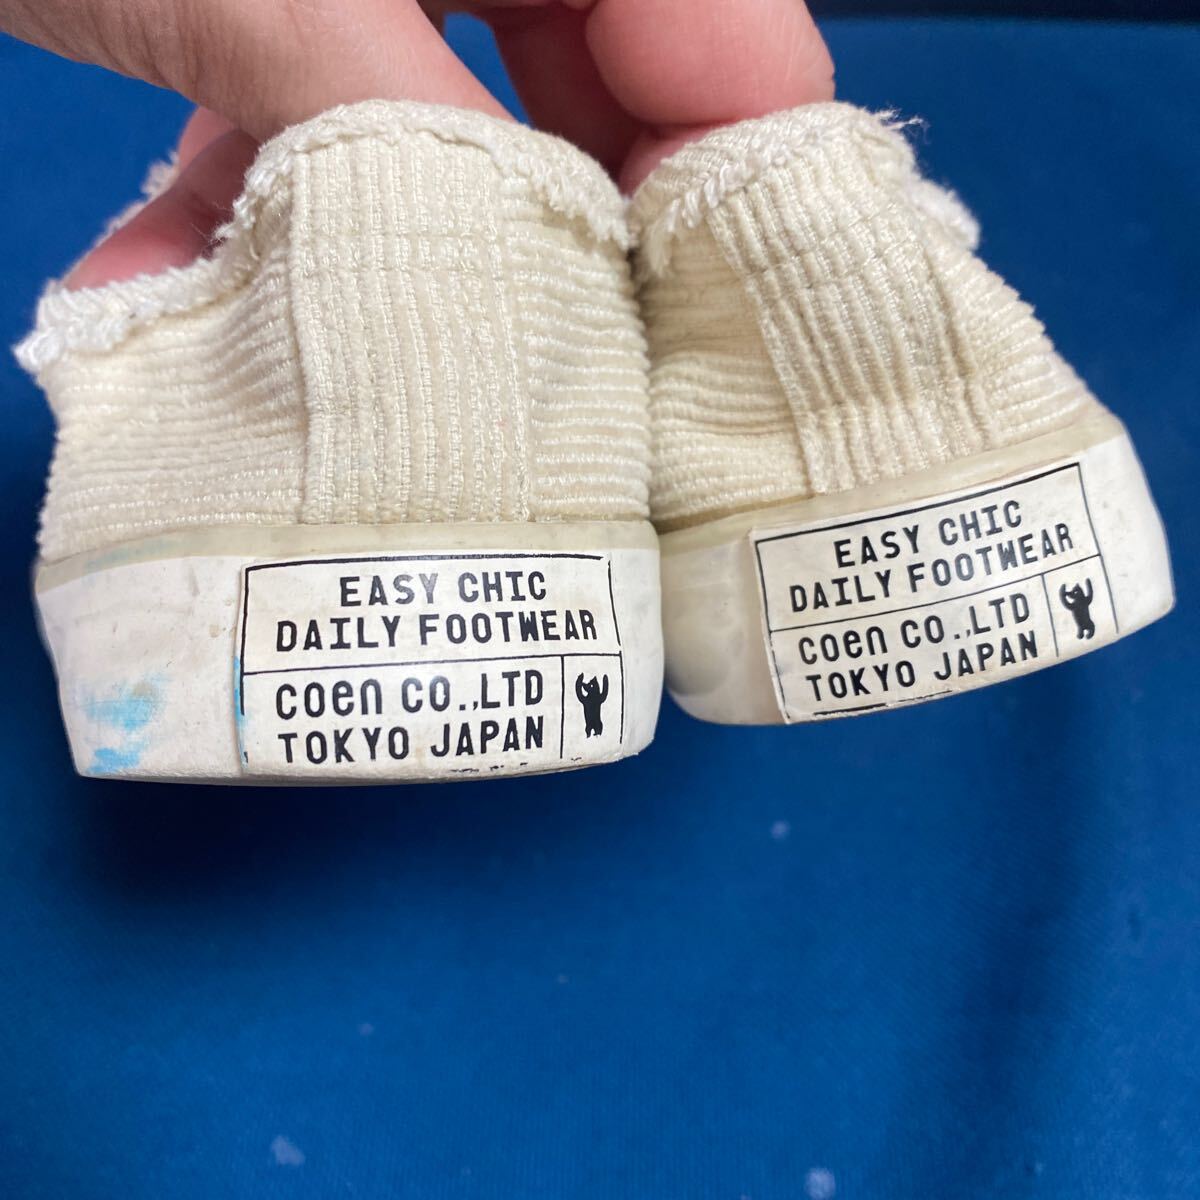 EASY CHIC
DAILY FOOTWEAR
coen CO.,LTD
TOKYO JAPAN
EASY CHIC
DAILY FOOTWEAR
coen CO.,LTD
TOKYO JAPAN